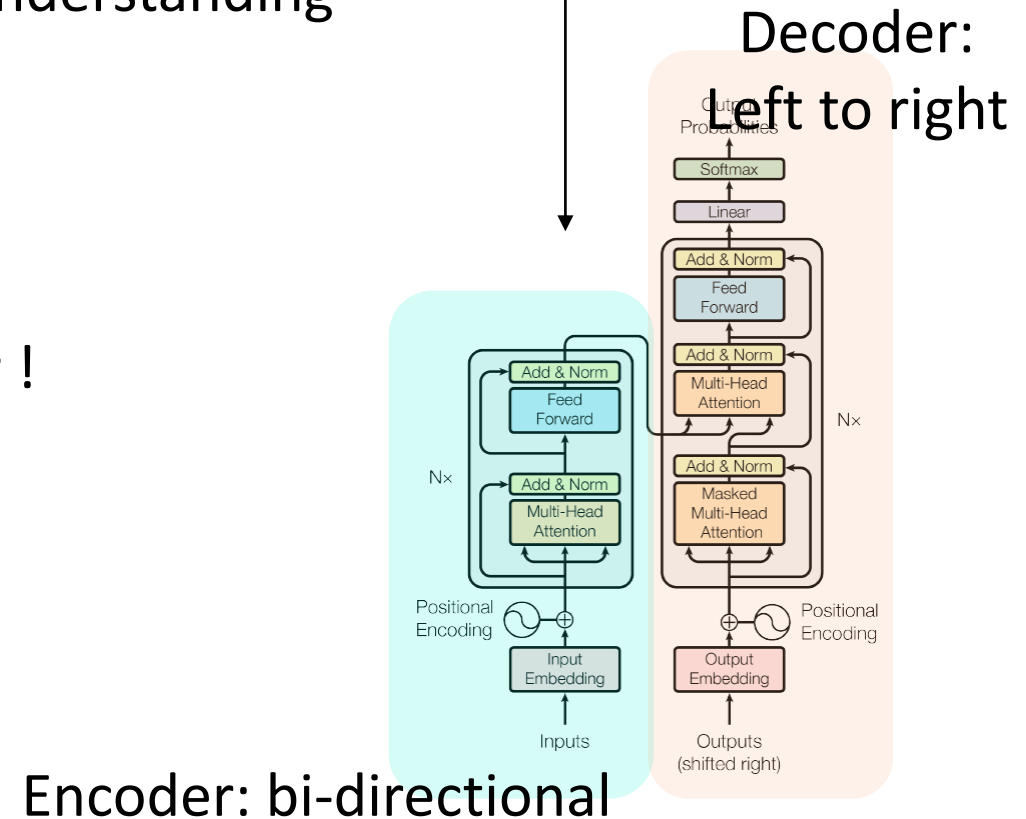 nderstanding
Decoder:
Left to right
Output
Probabilities
Softmax
Linear
Add & Norm
Feed
Forward
Add & Norm
Multi-Head
Attention
Nx
Add & Norm
Masked
Multi-Head
Attention
Positional
Encoding
Output
Embedding
Outputs
(shifted right)
!
Add & Norm
Feed
Forward
Nx
Add & Norm
Multi-Head
Attention
Positional
Encoding
Input
Embedding
Inputs
Encoder: bi-directional